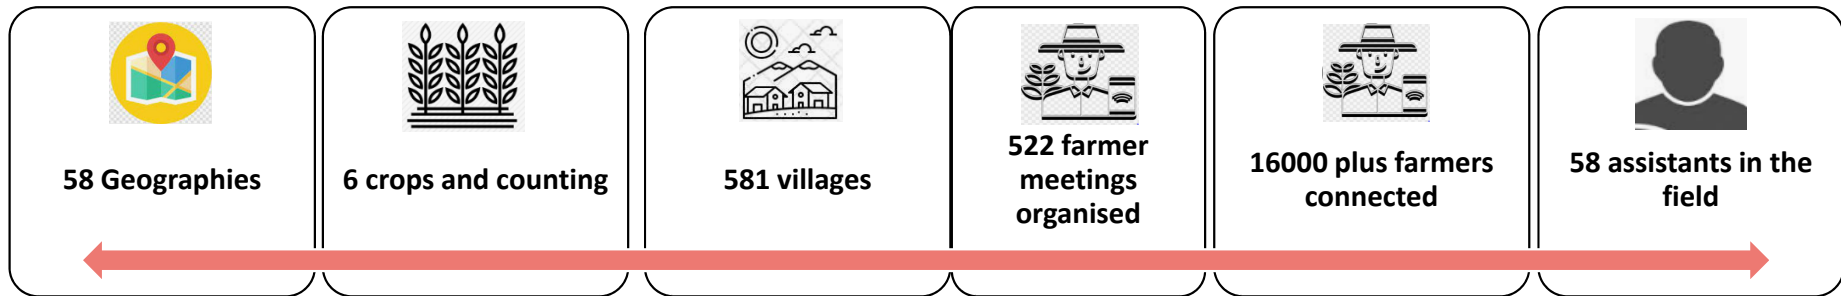 58 Geographies
6 crops and counting
581 villages
522 farmer
meetings
organised
16000 plus farmers
connected
58 assistants in the
field